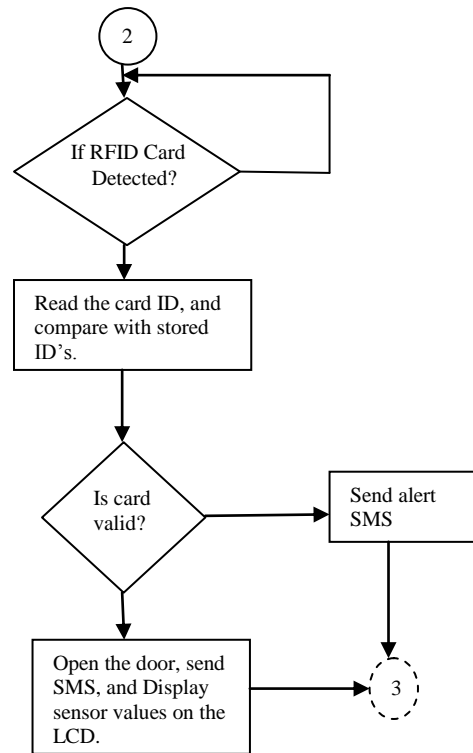 2
If RFID Card
Detected?
Read the card ID, and
compare with stored
ID's.
Is card
valid?
Send alert
SMS
Open the door, send
SMS, and Display
sensor values on the
LCD.
3